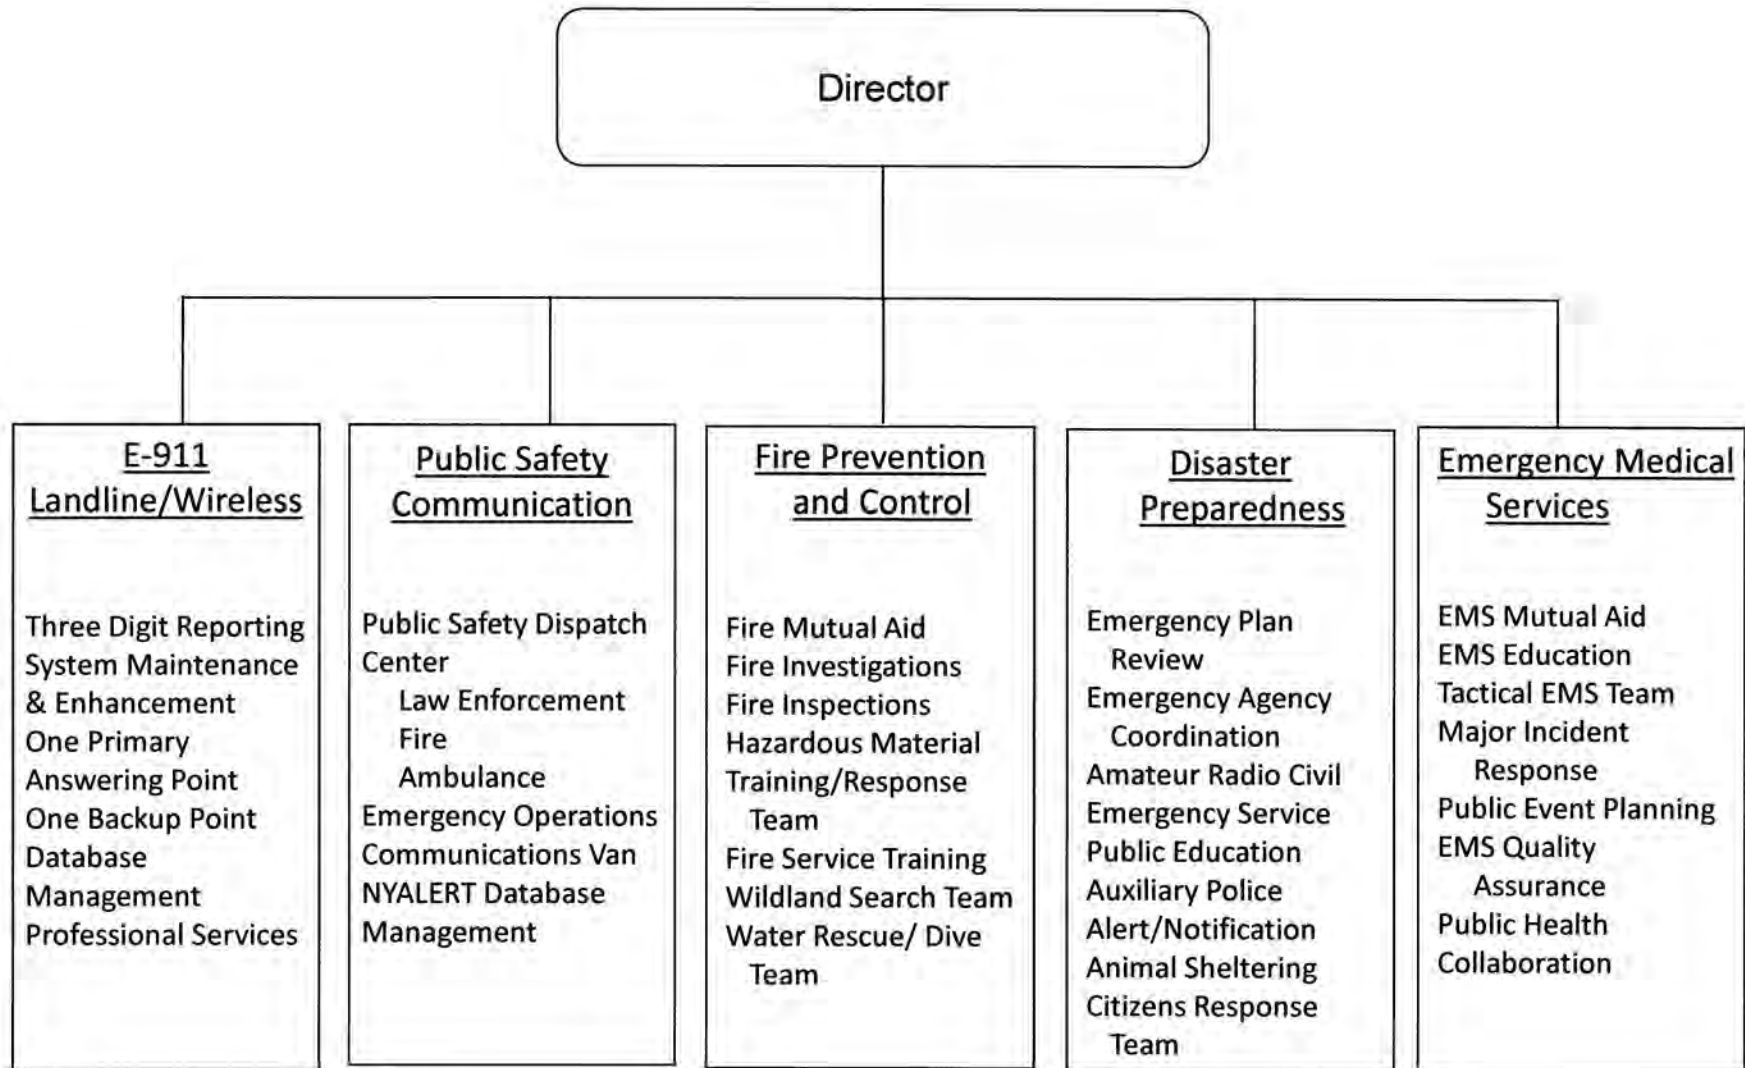 Director
E-911
Landline/Wireless
Three Digit Reporting
System Maintenance
& Enhancement
One Primary
Answering Point
One Backup Point
Database
Management
Professional Services
Public Safety
Communication
Public Safety Dispatch
Center
Law Enforcement
Fire
Ambulance
Emergency Operations
Communications Van
NYALERT Database
Management
Fire Prevention
and Control
Fire Mutual Aid
Fire Investigations
Fire Inspections
Hazardous Material
Training/Response
Team
Fire Service Training
Wildland Search Team
Water Rescue/ Dive
Team
Disaster
Preparedness
Emergency Plan
Review
Emergency Agency
Coordination
Amateur Radio Civil
Emergency Service
Public Education
Auxiliary Police
Alert/Notification
Animal Sheltering
Citizens Response
Team
Emergency Medical
Services
EMS Mutual Aid
EMS Education
Tactical EMS Team
Major Incident
Response
Public Event Planning
EMS Quality
Assurance
Public Health
Collaboration